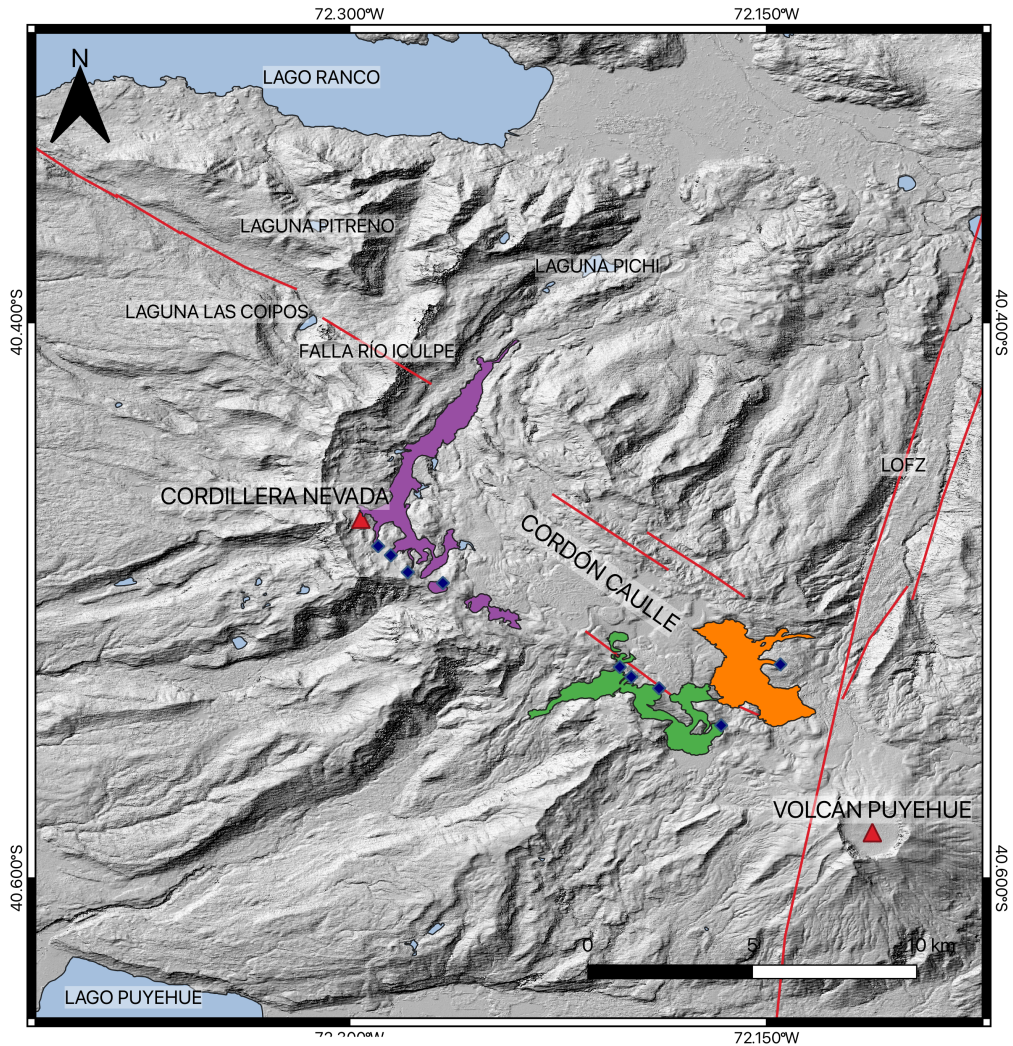 72.300°W 72.150°W
N
LAGO RANCO
LAGUNA PITRENO
LAGUNA PICHI
40.400°S
40.400°S
LAGUNA LAS COIPOS
FALLA RÍO ICULPE
LOFZ
CORDILLERA NEVADA
CORDÓN CAULLE
VOLCÁN PUYEHUE
40.600°S
40.600°S
0 5 10 km
LAGO PUYEHUE
72.300°W 72.150°W